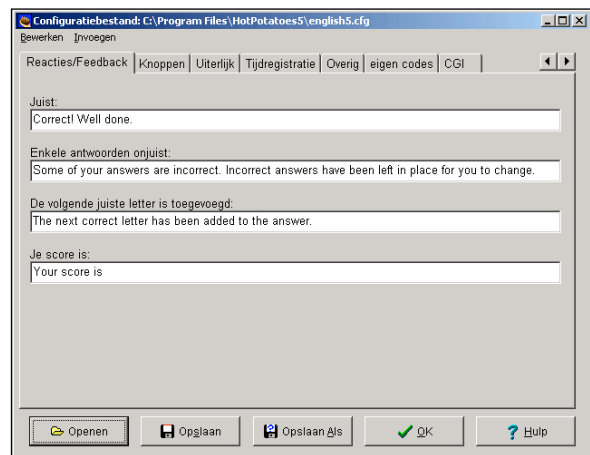 Configuratiebestand: C:\Program Files\HotPotatoes5\english5.cfg
Bewerken Invoegen
Reacties/Feedback Knoppen Uiterlijk Tijdregistratie Overig eigen codes CGI
Juist:
Correct! Well done.
Enkele antwoorden onjuist:
Some of your answers are incorrect. Incorrect answers have been left in place for you to change.
De volgende juiste letter is toegevoegd:
The next correct letter has been added to the answer.
Je score is:
Your score is
Openen Opslaan Opslaan Als OK Hulp